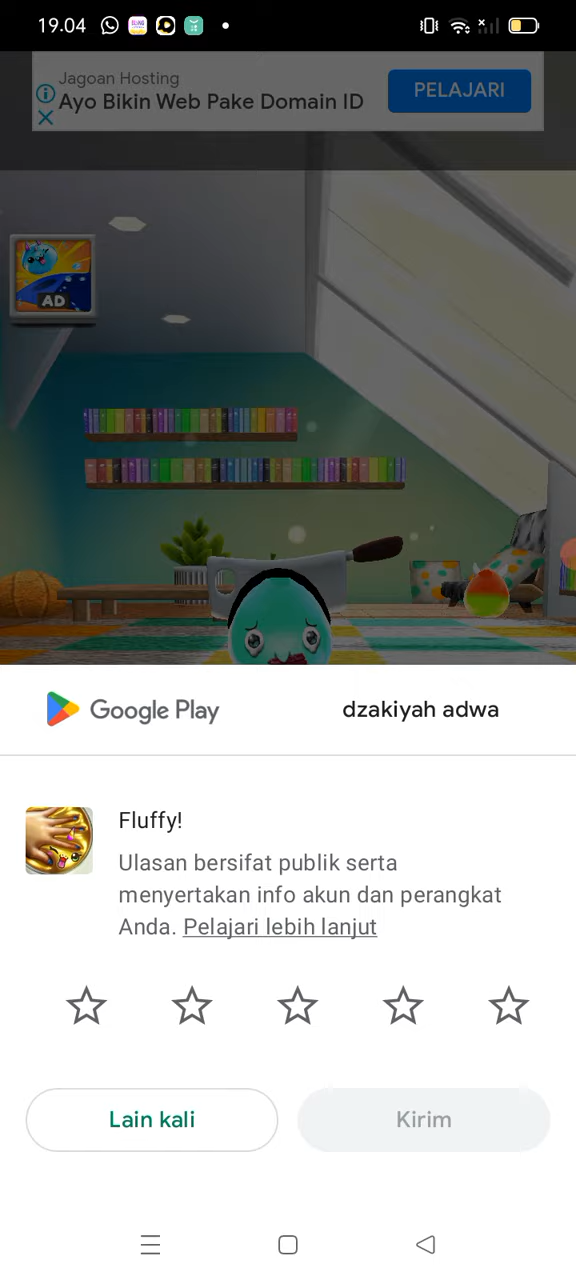 19.04
Jagoan Hosting
Ayo Bikin Web Pake Domain ID
PELAJARI
AD
Google Play
dzakiyah adwa
Fluffy!
Ulasan bersifat publik serta
menyertakan info akun dan perangkat
Anda. Pelajari lebih lanjut
Lain kali
Kirim